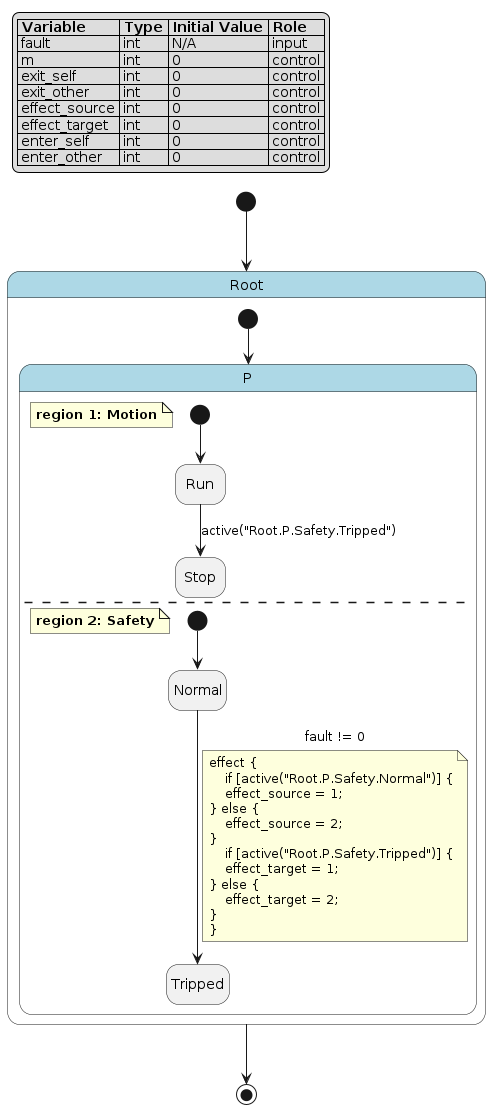 Variable Type Initial Value Role
fault int N/A input
m int 0 control
exit_self int 0 control
exit_other int 0 control
effect_source int 0 control
effect_target int 0 control
enter_self int 0 control
enter_other int 0 control
Root
P
region 1: Motion
Run
active("Root.P.Safety.Tripped")
Stop
region 2: Safety
Normal
fault != 0
effect {
    if [active("Root.P.Safety.Normal")] {
    effect_source = 1;
} else {
    effect_source = 2;
}
    if [active("Root.P.Safety.Tripped")] {
    effect_target = 1;
} else {
    effect_target = 2;
}
}
Tripped